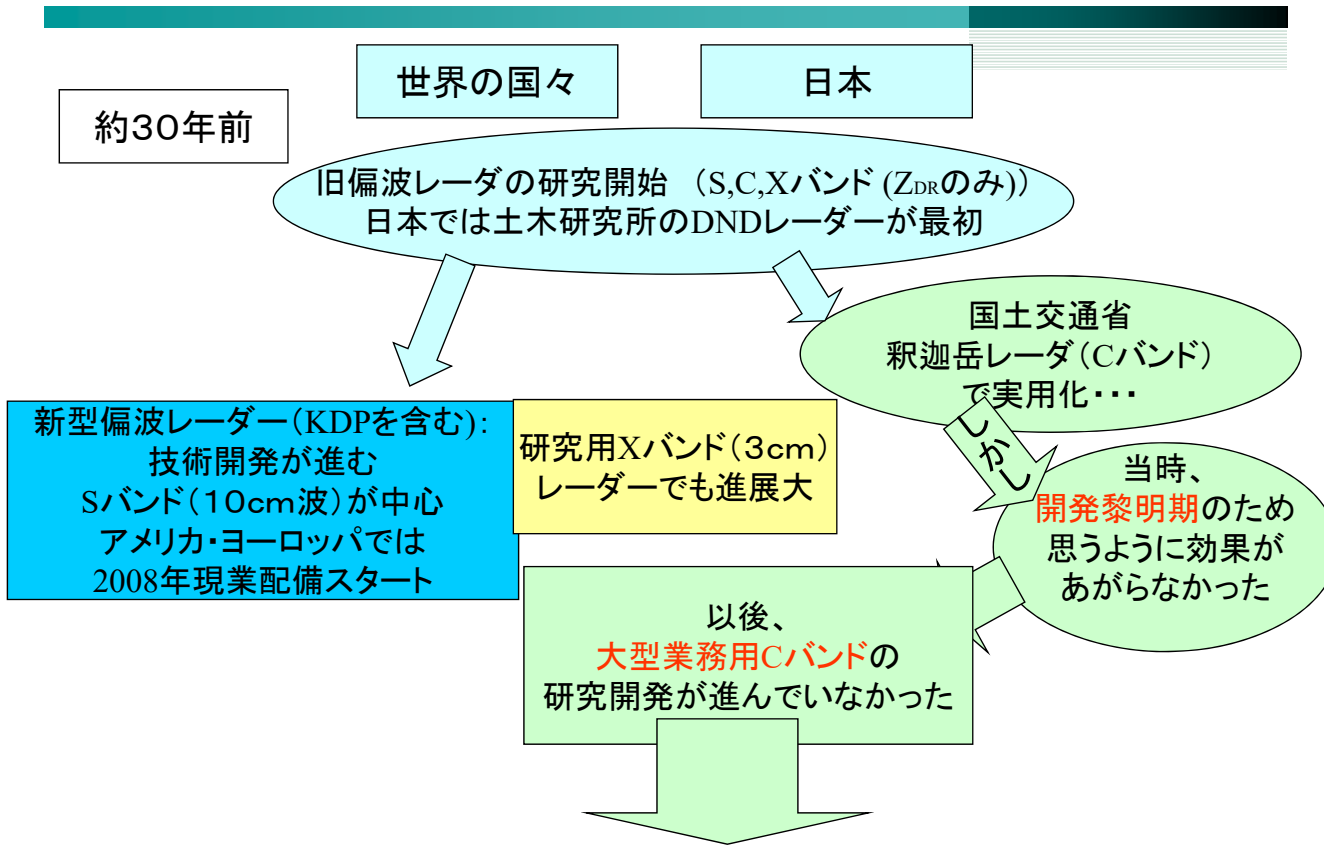 世界の国々
日本
約30年前
旧偏波レーダの研究開始 (S,C,Xバンド (ZDRのみ))
日本では土木研究所のDNDレーダーが最初
国土交通省
釈迦岳レーダ(Cバンド)
で実用化・・・
しかし
新型偏波レーダー(KDPを含む):
技術開発が進む
Sバンド(10cm波)が中心
アメリカ・ヨーロッパでは
2008年現業配備スタート
研究用Xバンド(3cm)
レーダーでも進展大
当時、
開発黎明期のため
思うように効果が
あがらなかった
以後、
大型業務用Cバンドの
研究開発が進んでいなかった